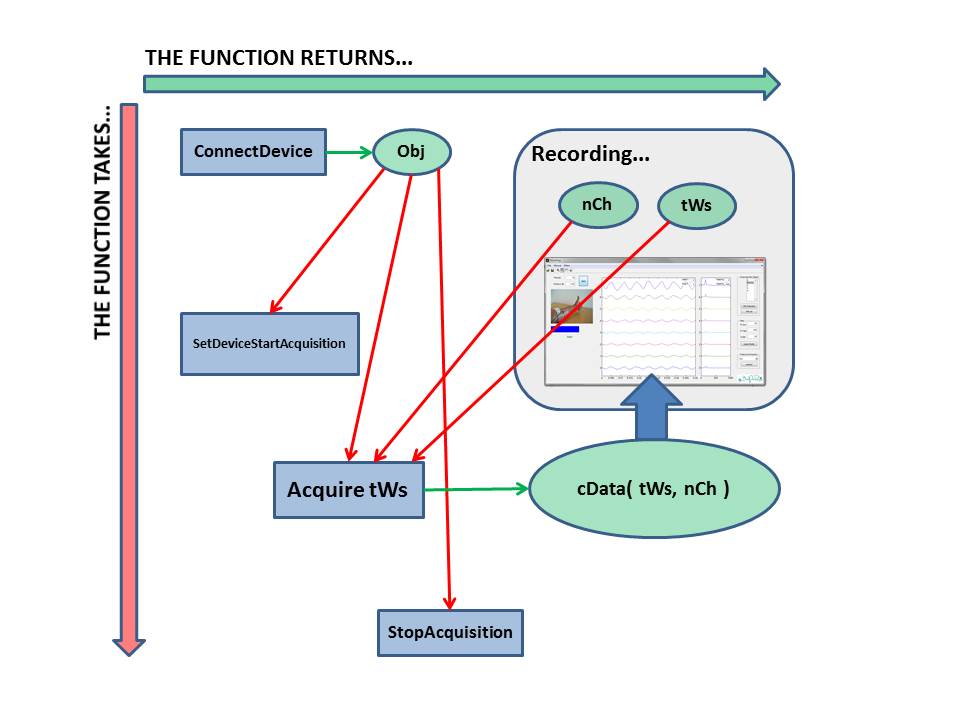 THE FUNCTION RETURNS...
THE FUNCTION TAKES...
ConnectDevice
Obj
Recording...
nCh
tWs
SetDeviceStartAcquisition
Acquire tWs
cData( tWs, nCh )
StopAcquisition